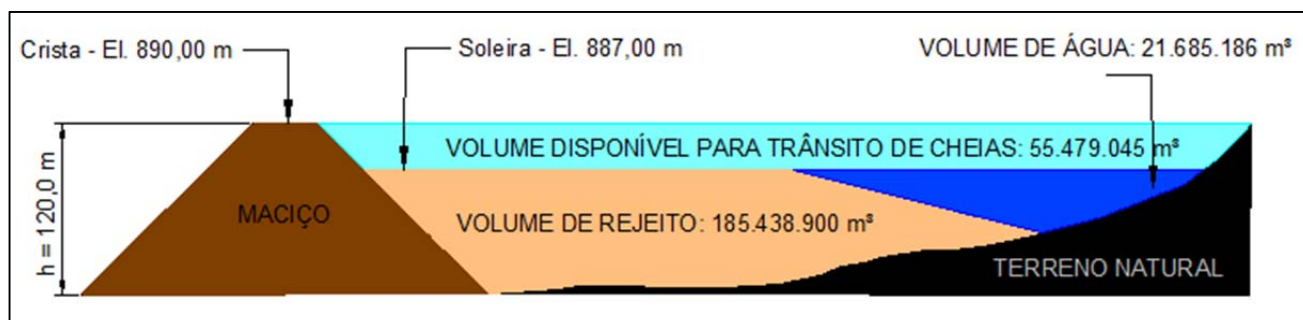 Crista - El. 890,00 m
Soleira - El. 887,00 m
VOLUME DE ÁGUA: 21.685.186 m³
VOLUME DISPONÍVEL PARA TRÂNSITO DE CHEIAS: 55.479.045 m³
h = 120,0 m
MACIÇO
VOLUME DE REJEITO: 185.438.900 m³
TERRENO NATURAL